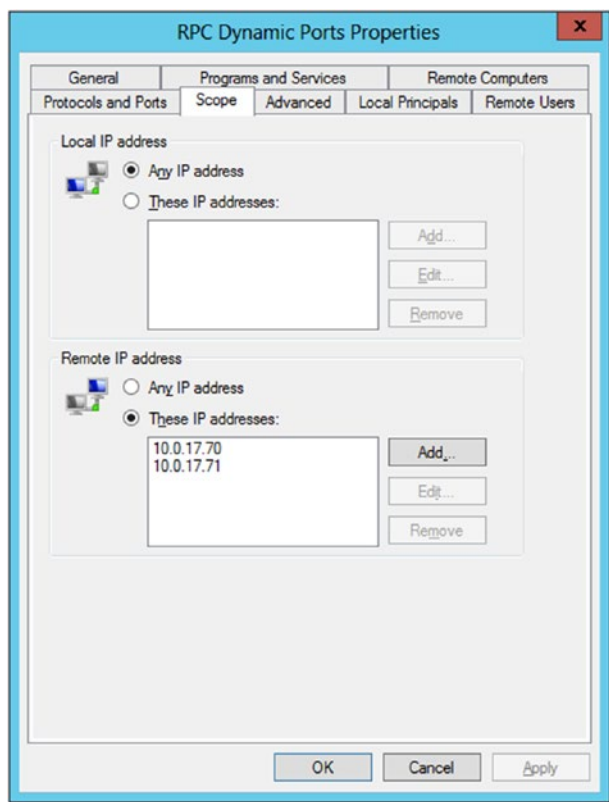 RPC Dynamic Ports Properties
x
General Programs and Services Remote Computers
Protocols and Ports Scope Advanced Local Principals Remote Users
Local IP address
Any IP address
These IP addresses:
Add...
Edit...
Remove
Remote IP address
Any IP address
These IP addresses:
10.0.17.70
10.0.17.71
Add...
Edit...
Remove
OK Cancel Apply